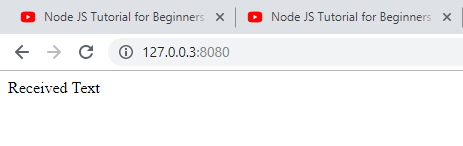 Node JS Tutorial for Beginners
Node JS Tutorial for Beginners
127.0.0.3:8080
Received Text